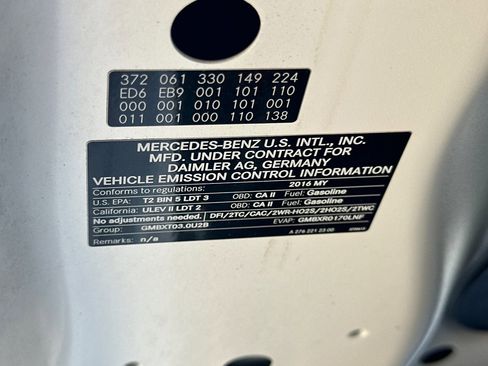 372 061 330 149 224
ED6 EB9 001 101 110
000 001 010 101 001
011 001 000 110 138
MERCEDES-BENZ U.S. INTL., INC.
MFD. UNDER CONTRACT FOR
DAIMLER AG, GERMANY
VEHICLE EMISSION CONTROL INFORMATION
Conforms to regulations: 2016 MY
U.S. EPA: T2 BIN 5 LDT 3 OBD: CA II Fuel: Gasoline
California: ULEV II LDT 2 OBD: CA II Fuel: Gasoline
No adjustments needed. DFI/2TC/CAC/2WR-HO2S/2HO2S/2TWC
Group: GMBXT03.0U2B EVAP: GMBXR0170LNF
Remarks: n/a A 276 221 23 00